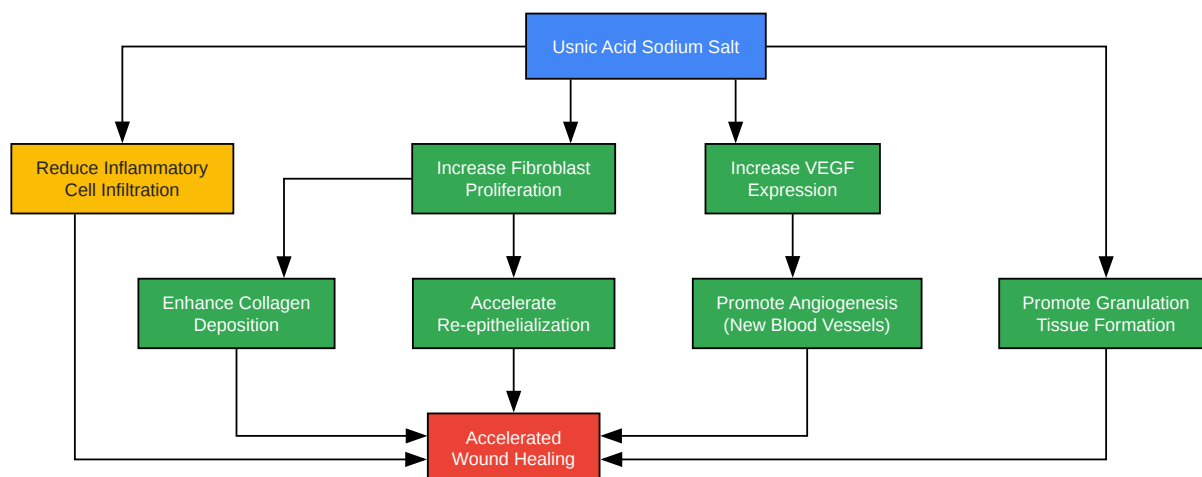 Usnic Acid Sodium Salt
Reduce Inflammatory
Cell Infiltration
Increase Fibroblast
Proliferation
Increase VEGF
Expression
Enhance Collagen
Deposition
Accelerate
Re-epithelialization
Promote Angiogenesis
(New Blood Vessels)
Promote Granulation
Tissue Formation
Accelerated
Wound Healing